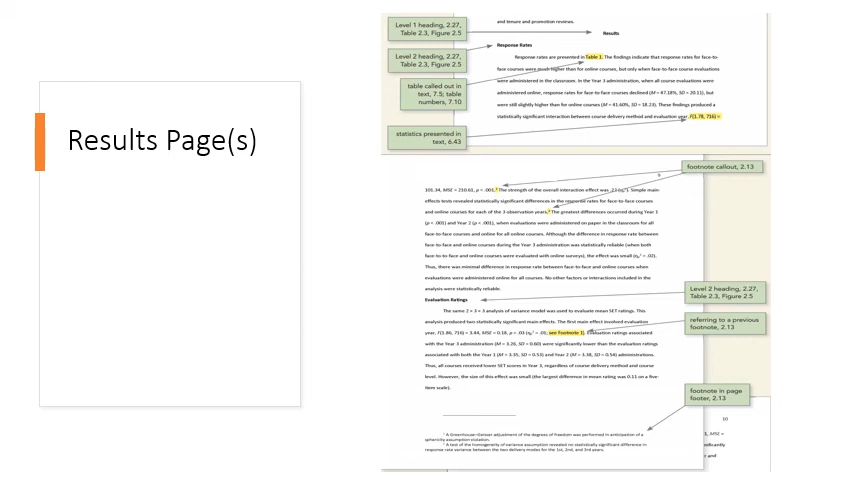 Results Page(s)
Level 1 heading, 2.27,
Table 2.3, Figure 2.5
Level 2 heading, 2.27,
Table 2.3, Figure 2.5
table called out in
text, 7.5; table
numbers, 7.10
statistics presented in
text, 6.43
and tenure and promotion reviews.
Results
Response Rates
Response rates are presented in Table 1. The findings indicate that response rates for face-to-
face courses were much higher than for online courses, but only when face-to-face course evaluations
were administered in the classroom. In the Year 3 administration, when all course evaluations were
administered online, response rates for face-to-face courses declined (M = 47.18%, SD = 20.11), but
were still slightly higher than for online courses (M = 41.60%, SD = 18.23). These findings produced a
statistically significant interaction between course delivery method and evaluation year, F(1.78, 716) =
footnote callout, 2.13
101.34, MSE = 210.61, p < .001.¹ The strength of the overall interaction effect was .22 (ηp²). Simple main-
effects tests revealed statistically significant differences in the response rates for face-to-face courses
and online courses for each of the 3 observation years.² The greatest differences occurred during Year 1
(p < .001) and Year 2 (p < .001), when evaluations were administered on paper in the classroom for all
face-to-face courses and online for all online courses. Although the difference in response rate between
face-to-face and online courses during the Year 3 administration was statistically reliable (when both
face-to-face and online courses were evaluated with online surveys), the effect was small (ηp² = .02).
Thus, there was minimal difference in response rate between face-to-face and online courses when
evaluations were administered online for all courses. No other factors or interactions included in the
analysis were statistically reliable.
Evaluation Ratings
The same 2 × 3 × 3 analysis of variance model was used to evaluate mean SET ratings. This
analysis produced two statistically significant main effects. The first main effect involved evaluation
year, F(1.86, 716) = 3.44, MSE = 0.18, p = .03 (ηp² = .01; see Footnote 1). Evaluation ratings associated
with the Year 3 administration (M = 3.26, SD = 0.60) were significantly lower than the evaluation ratings
associated with both the Year 1 (M = 3.35, SD = 0.53) and Year 2 (M = 3.38, SD = 0.54) administrations.
Thus, all courses received lower SET scores in Year 3, regardless of course delivery method and course
level. However, the size of this effect was small (the largest difference in mean rating was 0.11 on a five-
item scale).
Level 2 heading, 2.27,
Table 2.3, Figure 2.5
referring to a previous
footnote, 2.13
footnote in page
footer, 2.13
¹ A Greenhouse–Geisser adjustment of the degrees of freedom was performed in anticipation of a
sphericity assumption violation.
² A test of the homogeneity of variance assumption revealed no statistically significant difference in
response rate variance between the two delivery modes for the 1st, 2nd, and 3rd years.
10
1, MSE =
nificantly
r and